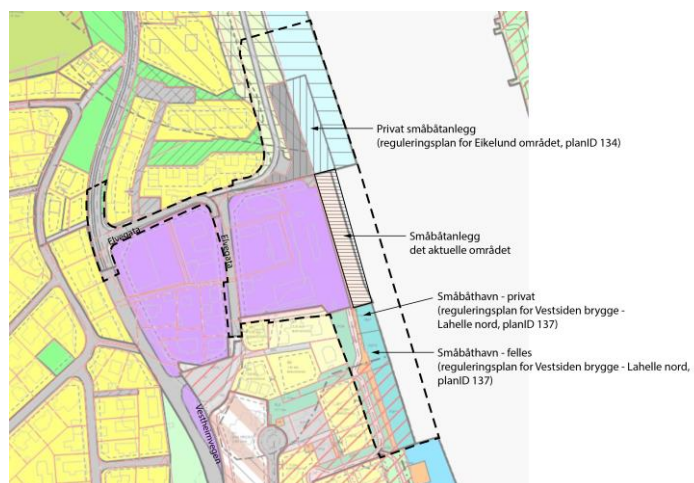 Privat småbåtanlegg
(reguleringsplan for Eikelund området, planID 134)
Elvegata
Elvegata
Småbåtanlegg
det aktuelle området
Småbåthavn - privat
(reguleringsplan for Vestsiden brygge -
Lahelle nord, planID 137)
Småbåthavn - felles
(reguleringsplan for Vestsiden brygge - Lahelle nord,
planID 137)
Vestheimvegen